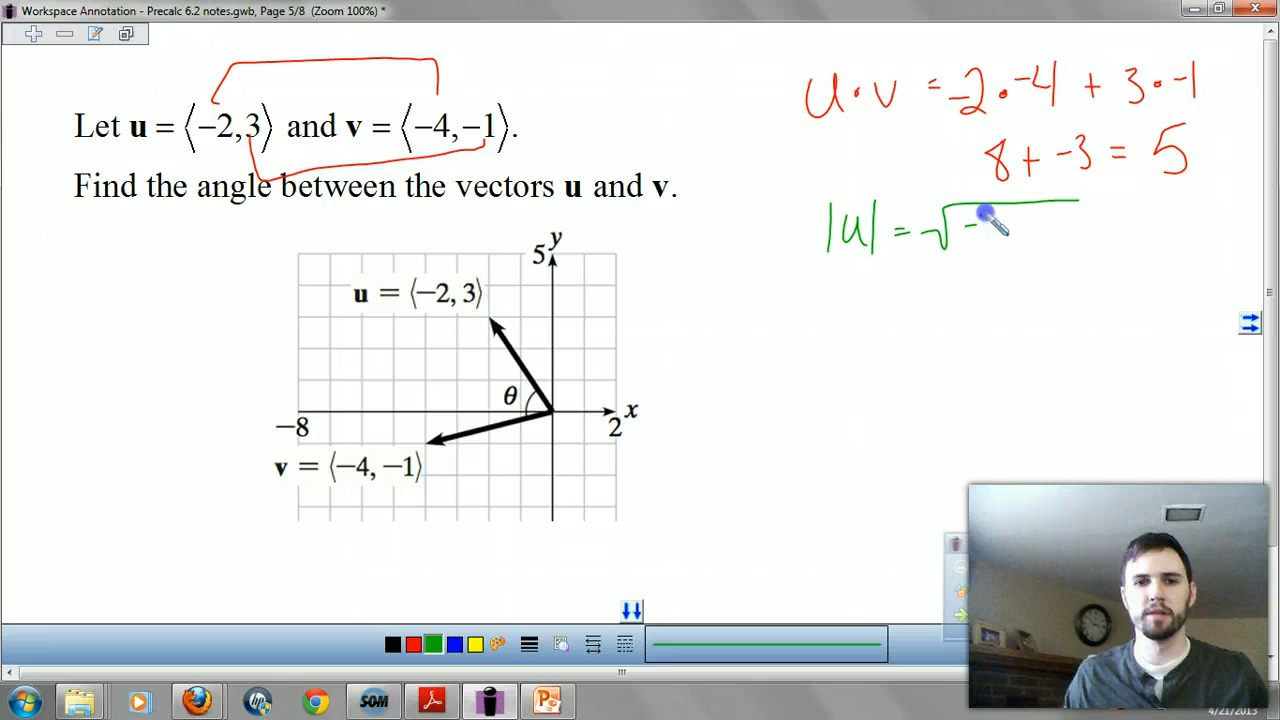 Workspace Annotation - Precalc 6.2 notes.gwb, Page 5/8 (Zoom 100%) *
Let u = ⟨−2,3⟩ and v = ⟨−4,−1⟩.
Find the angle between the vectors u and v.
u · v = -2 · -4 + 3 · -1
8 + -3 = 5
|u| = √-
y
5
u = ⟨−2, 3⟩
θ
x
−8
2
v = ⟨−4, −1⟩
SOM
4/21/2013